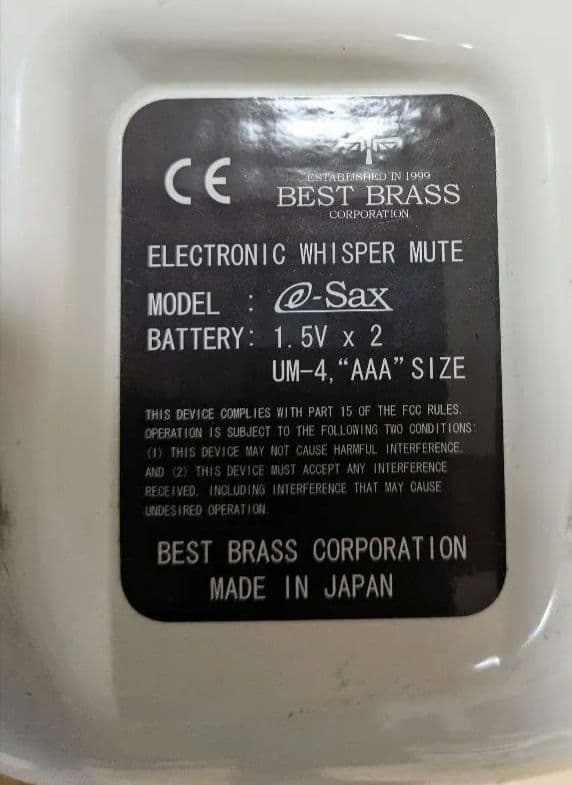 CE
ESTABLISHED IN 1999
BEST BRASS
CORPORATION
ELECTRONIC WHISPER MUTE
MODEL : e-Sax
BATTERY: 1.5V x 2
UM-4, “AAA” SIZE
THIS DEVICE COMPLIES WITH PART 15 OF THE FCC RULES.
OPERATION IS SUBJECT TO THE FOLLOWING TWO CONDITIONS:
(1) THIS DEVICE MAY NOT CAUSE HARMFUL INTERFERENCE,
AND (2) THIS DEVICE MUST ACCEPT ANY INTERFERENCE
RECEIVED, INCLUDING INTERFERENCE THAT MAY CAUSE
UNDESIRED OPERATION.
BEST BRASS CORPORATION
MADE IN JAPAN